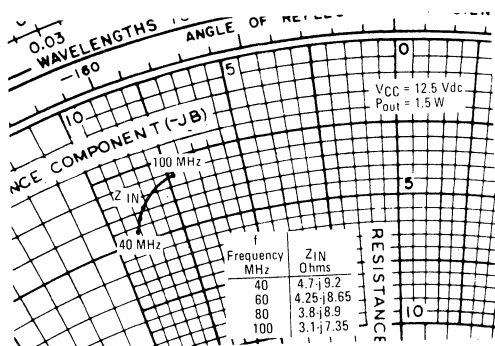 0.03
WAVELENGTHS
ANGLE OF
-160
10
5
0
VCC = 12.5 Vdc
Pout = 1.5 W
NCE COMPONENT (-JB)
100 MHz
ZIN
40 MHz
5
10
RESISTANCE
f
Frequency
MHz
ZIN
Ohms
40 4.7-j9.2
60 4.25-j8.65
80 3.8-j8.9
100 3.1-j7.35